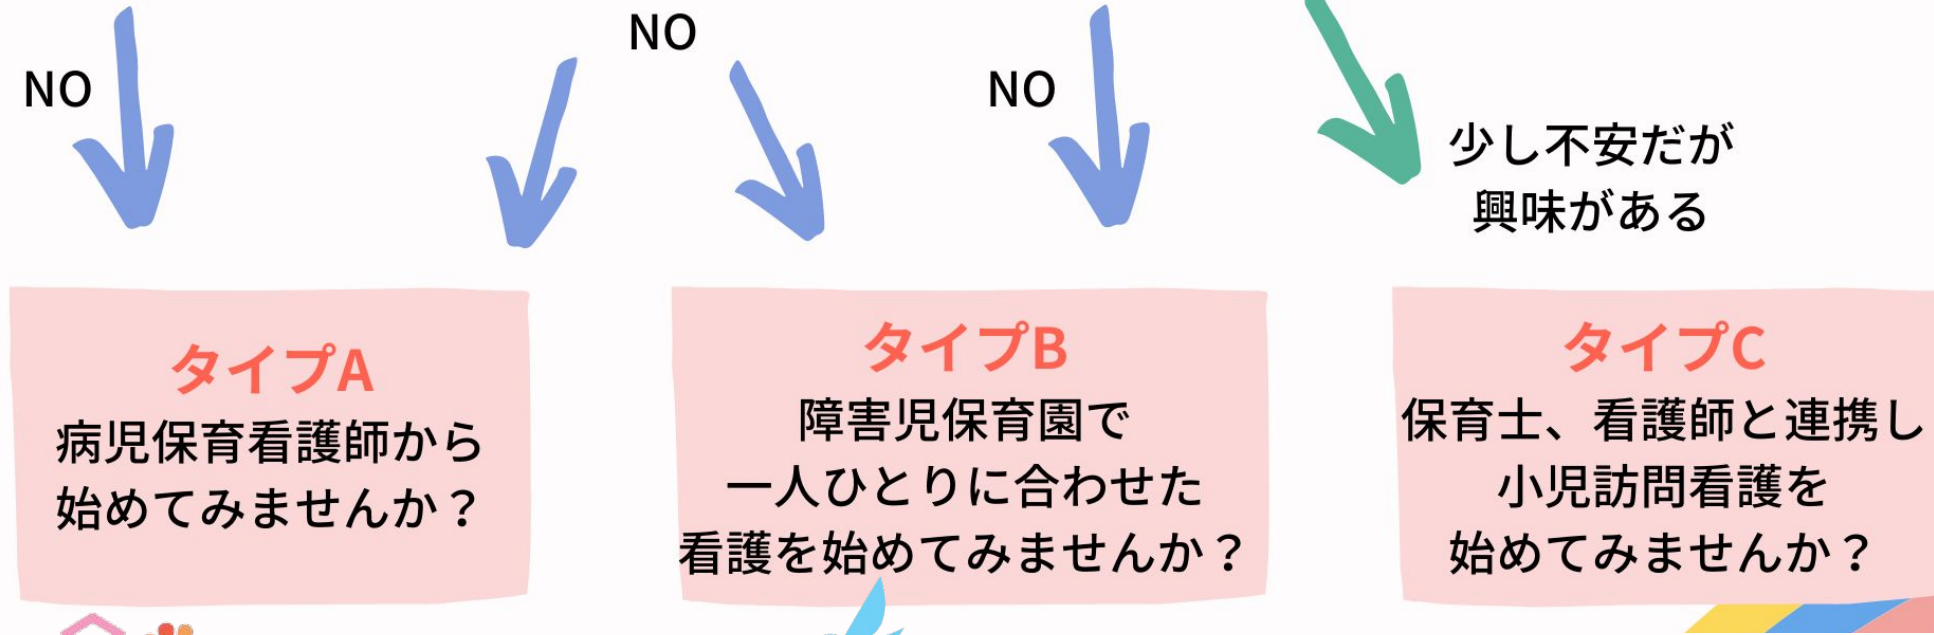 NO
NO
NO
少し不安だが
興味がある
タイプA
病児保育看護師から
始めてみませんか？
タイプB
障害児保育園で
一人ひとりに合わせた
看護を始めてみませんか？
タイプC
保育士、看護師と連携し
小児訪問看護を
始めてみませんか？